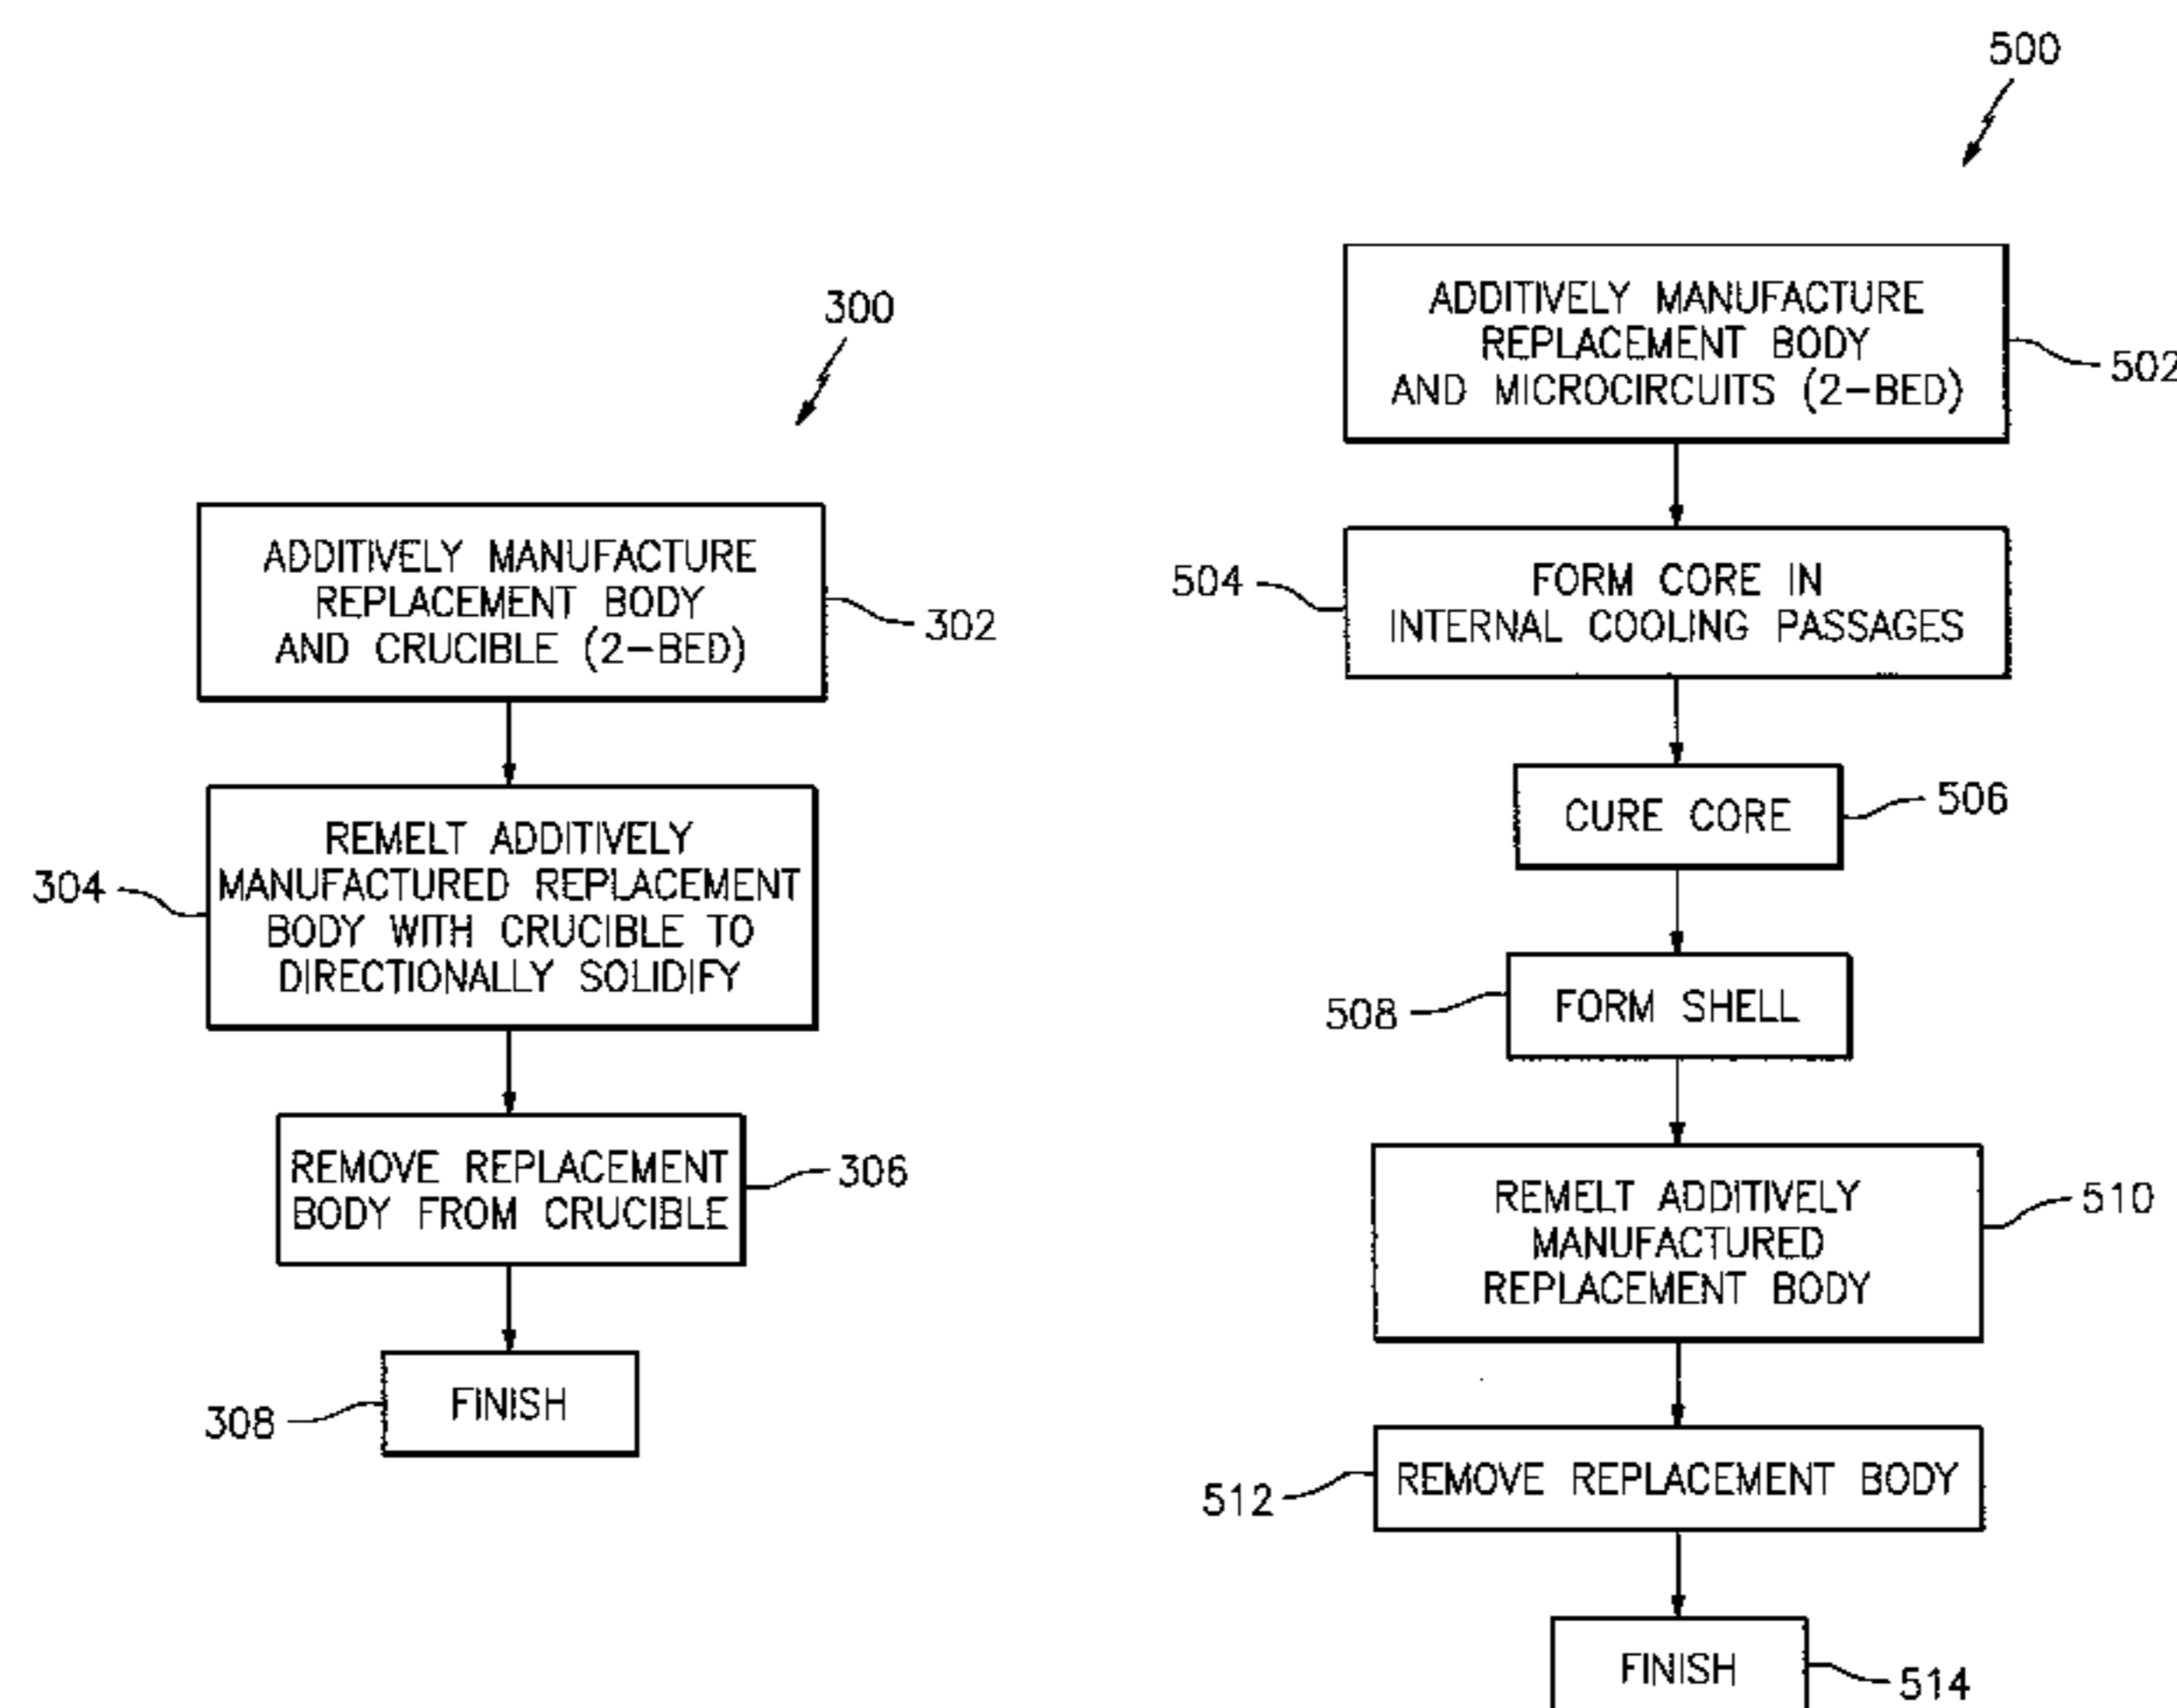 300
ADDITIVELY MANUFACTURE
REPLACEMENT BODY
AND CRUCIBLE (2-BED)
302
REMELT ADDITIVELY
MANUFACTURED REPLACEMENT
BODY WITH CRUCIBLE TO
DIRECTIONALLY SOLIDIFY
304
REMOVE REPLACEMENT
BODY FROM CRUCIBLE
306
FINISH
308
500
ADDITIVELY MANUFACTURE
REPLACEMENT BODY
AND MICROCIRCUITS (2-BED)
502
FORM CORE IN
INTERNAL COOLING PASSAGES
504
CURE CORE
506
FORM SHELL
508
REMELT ADDITIVELY
MANUFACTURED
REPLACEMENT BODY
510
REMOVE REPLACEMENT BODY
512
FINISH
514